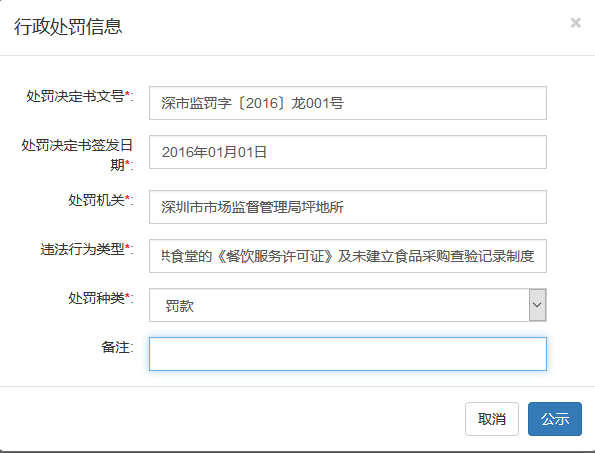 行政处罚信息 ×
处罚决定书文号*: 深市监罚字〔2016〕龙001号
处罚决定书签发日
期*: 2016年01月01日
处罚机关*: 深圳市市场监督管理局坪地所
违法行为类型*: 食堂的《餐饮服务许可证》及未建立食品采购查验记录制度
处罚种类*: 罚款
备注:
取消 公示